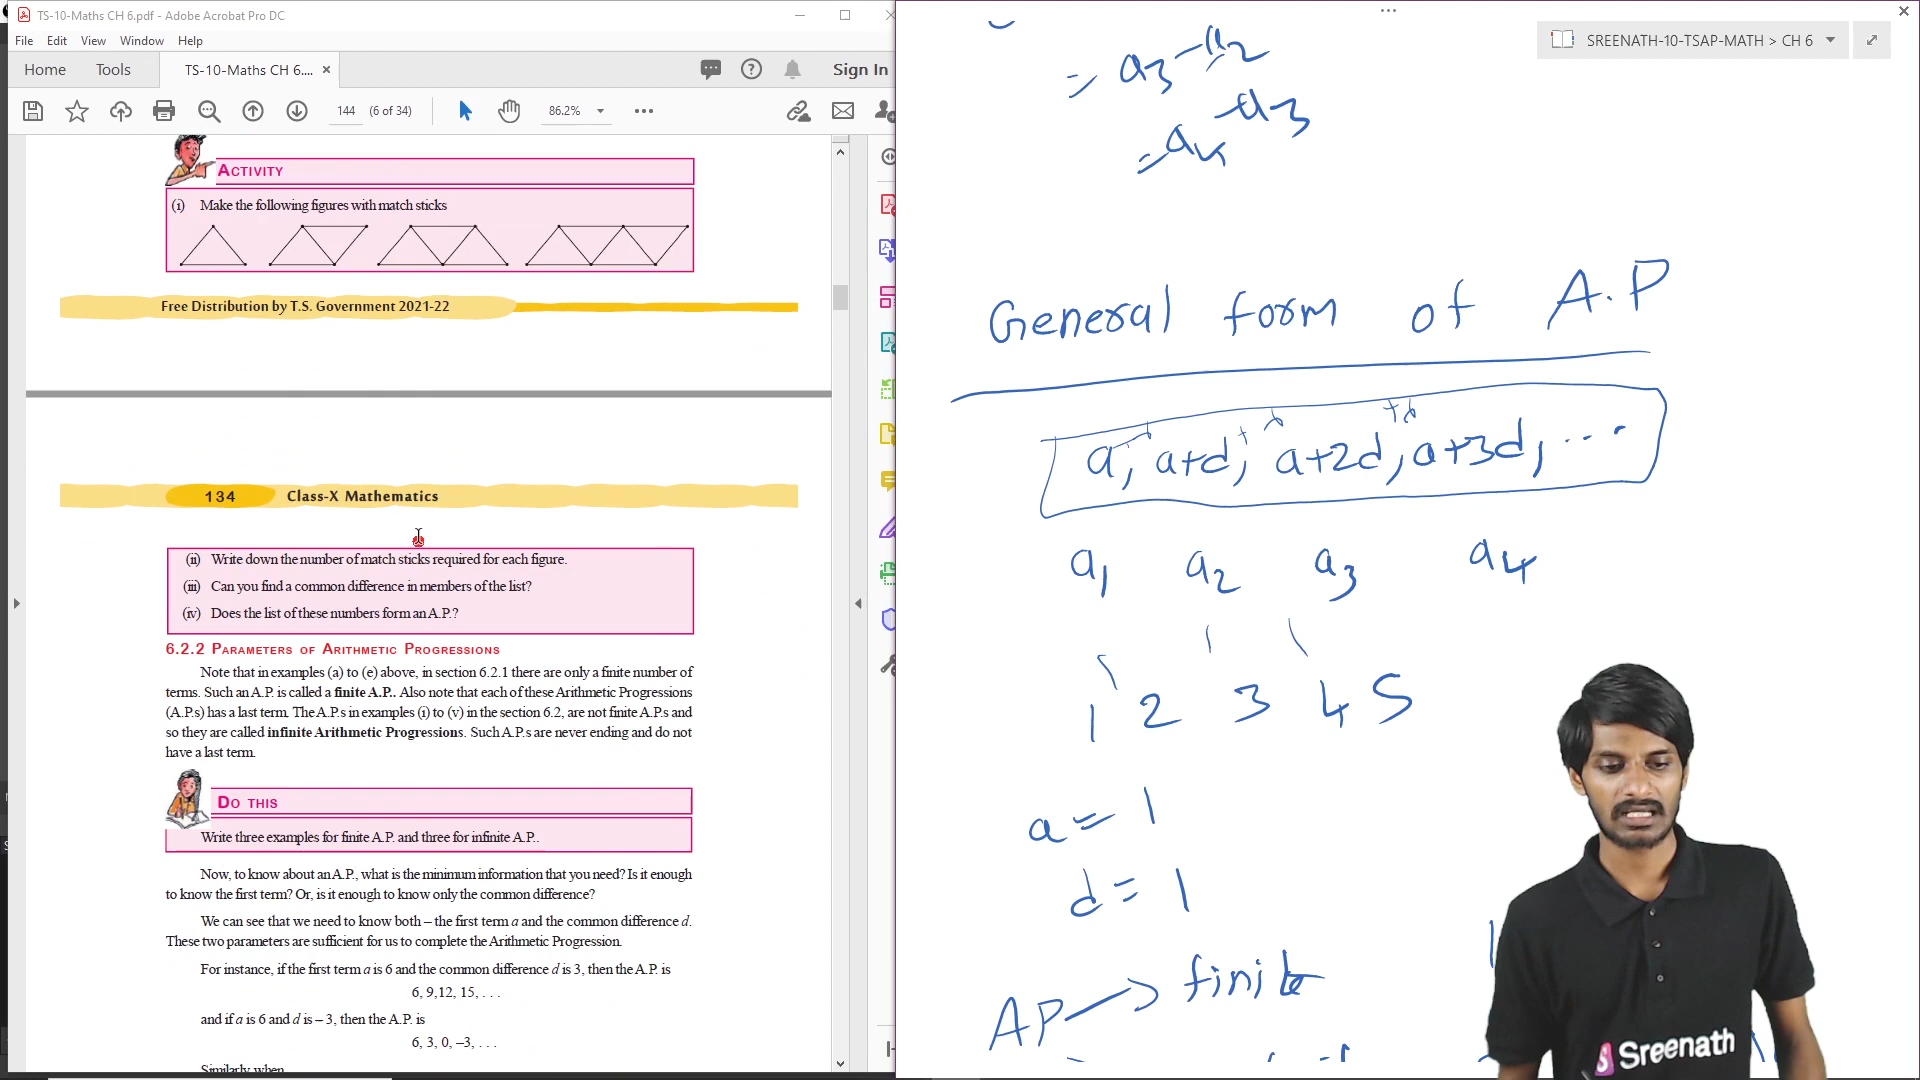 TS-10-Maths CH 6.pdf - Adobe Acrobat Pro DC
File Edit View Window Help
Home Tools TS-10-Maths CH 6.... × Sign In
144 (6 of 34) 86.2%
ACTIVITY
(i) Make the following figures with match sticks
Free Distribution by T.S. Government 2021-22
134 Class-X Mathematics
(ii) Write down the number of match sticks required for each figure.
(iii) Can you find a common difference in members of the list?
(iv) Does the list of these numbers form an A.P.?
6.2.2 PARAMETERS OF ARITHMETIC PROGRESSIONS
Note that in examples (a) to (e) above, in section 6.2.1 there are only a finite number of
terms. Such an A.P. is called a finite A.P.. Also note that each of these Arithmetic Progressions
(A.P.s) has a last term. The A.P.s in examples (i) to (v) in the section 6.2, are not finite A.P.s and
so they are called infinite Arithmetic Progressions. Such A.P.s are never ending and do not
have a last term.
DO THIS
Write three examples for finite A.P. and three for infinite A.P..
Now, to know about an A.P., what is the minimum information that you need? Is it enough
to know the first term? Or, is it enough to know only the common difference?
We can see that we need to know both – the first term a and the common difference d.
These two parameters are sufficient for us to complete the Arithmetic Progression.
For instance, if the first term a is 6 and the common difference d is 3, then the A.P. is
6, 9,12, 15, . . .
and if a is 6 and d is – 3, then the A.P. is
6, 3, 0, –3, . . .
Similarly when
SREENATH-10-TSAP-MATH > CH 6
= a3 - a2
= a4 - a3
General form of A.P
+d +d
a, a+d, a+2d, a+3d, ...
a1 a2 a3 a4
1 2 3 4 5
a = 1
d = 1
AP → finite
Sreenath